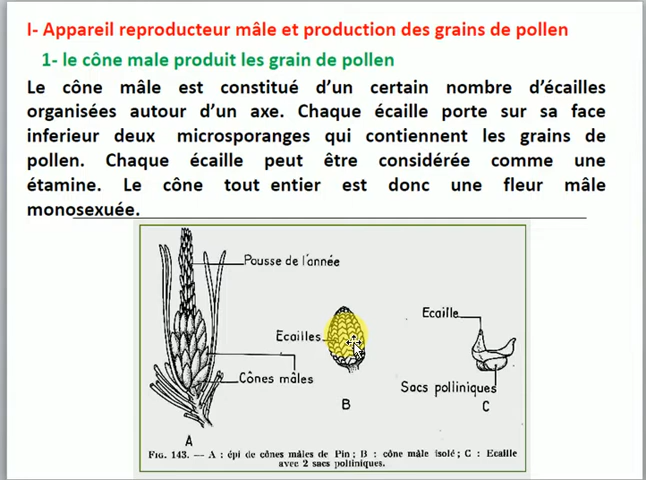 I- Appareil reproducteur mâle et production des grains de pollen
1- le cône male produit les grain de pollen
Le cône mâle est constitué d'un certain nombre d'écailles
organisées autour d'un axe. Chaque écaille porte sur sa face
inferieur deux microsporanges qui contiennent les grains de
pollen. Chaque écaille peut être considérée comme une
étamine. Le cône tout entier est donc une fleur mâle
monosexuée.
Pousse de l'année
Ecailles
Cônes mâles
Ecaille
Sacs polliniques
A
B
C
FIG. 143. — A : épi de cônes mâles de Pin ; B : cône mâle isolé ; C : Ecaille
avec 2 sacs polliniques.